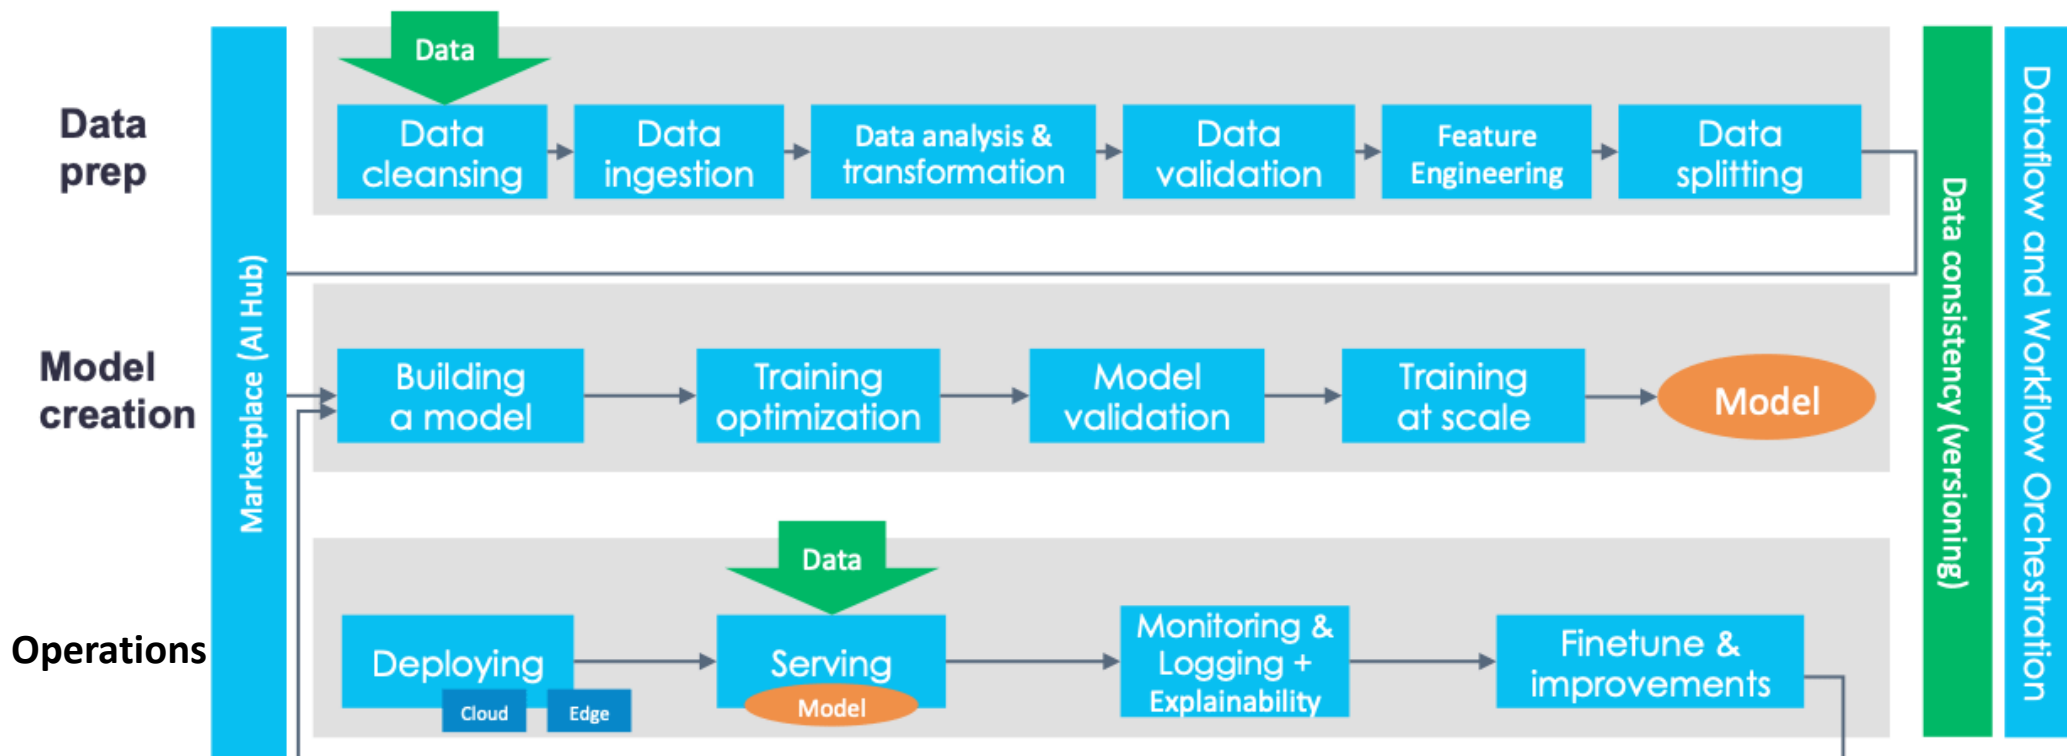 Data
Data
prep
Data
cleansing
Data
ingestion
Data analysis &
transformation
Data
validation
Feature
Engineering
Data
splitting
Marketplace (AI Hub)
Model
creation
Building
a model
Training
optimization
Model
validation
Training
at scale
Model
Data
Operations
Deploying
Cloud
Edge
Serving
Model
Monitoring &
Logging +
Explainability
Finetune &
improvements
Data consistency (versioning)
Dataflow and Workflow Orchestration